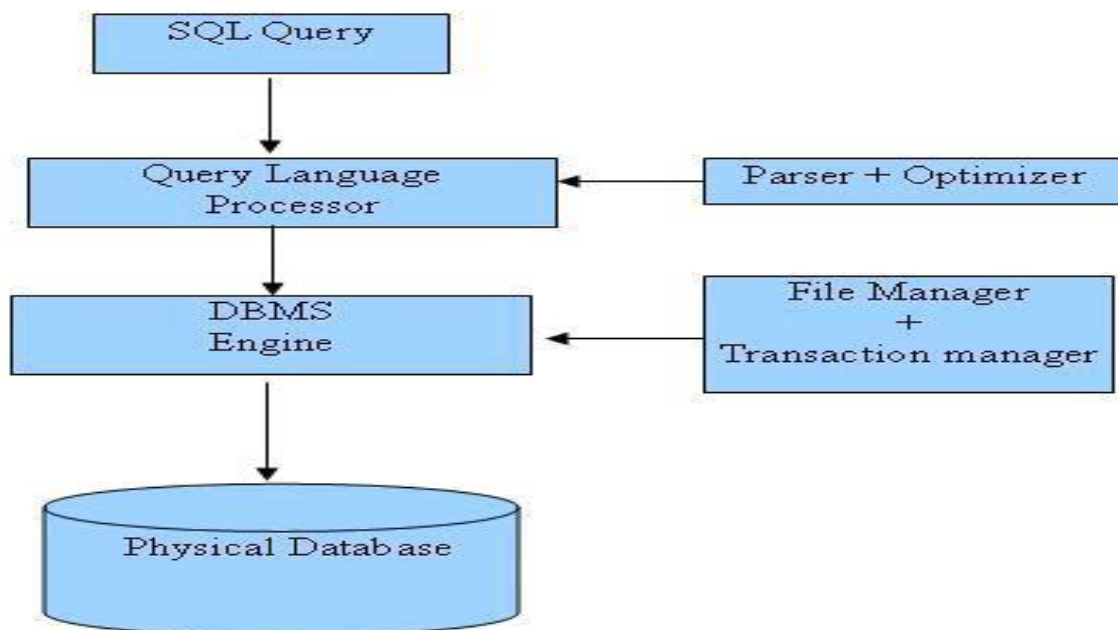 SQL Query
Query Language
Processor
Parser + Optimizer
DBMS
Engine
File Manager
+
Transaction manager
Physical Database